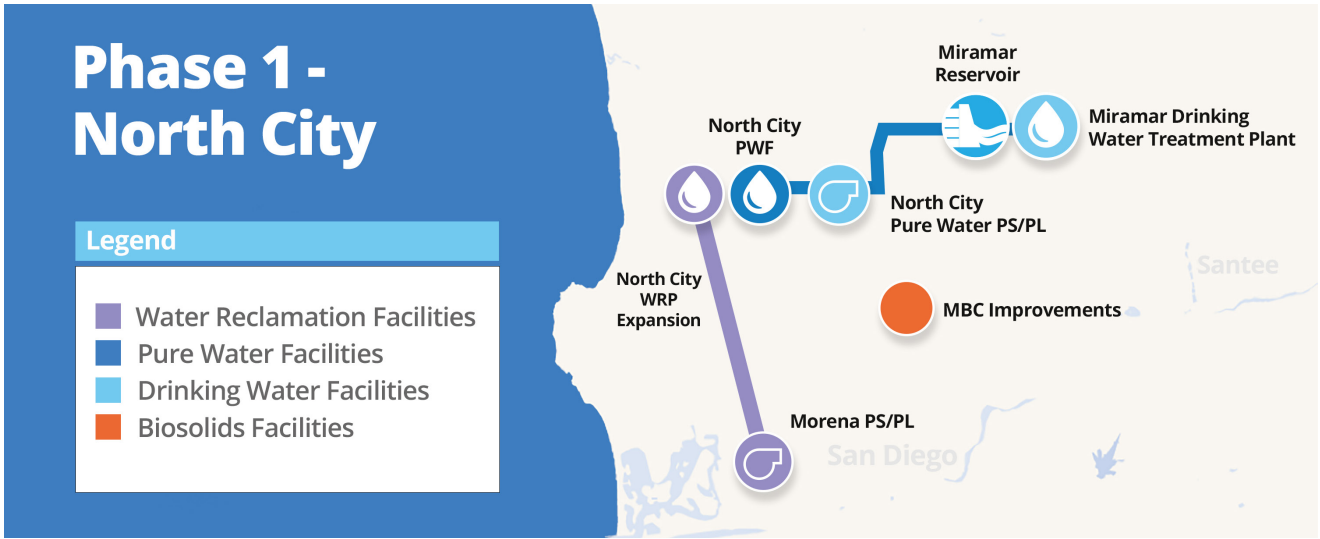 Phase 1 -
North City
Legend
Water Reclamation Facilities
Pure Water Facilities
Drinking Water Facilities
Biosolids Facilities
Miramar
Reservoir
Miramar Drinking
Water Treatment Plant
North City
PWF
North City
Pure Water PS/PL
North City
WRP
Expansion
Santee
MBC Improvements
Morena PS/PL
San Diego